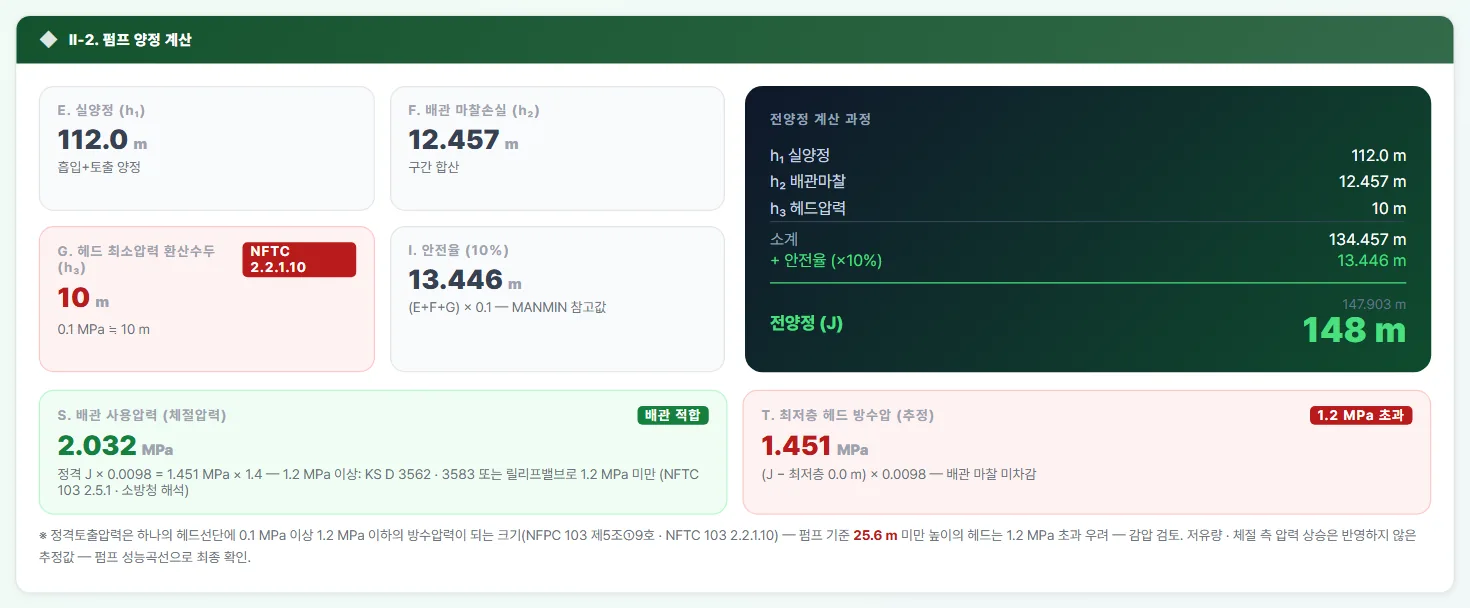 ◆ II-2. 펌프 양정 계산
E. 실양정 (h₁)
112.0 m
흡입+토출 양정
F. 배관 마찰손실 (h₂)
12.457 m
구간 합산
G. 헤드 최소압력 환산수두
(h₃)
NFTC
2.2.1.10
10 m
0.1 MPa ≒ 10 m
I. 안전율 (10%)
13.446 m
(E+F+G) × 0.1 — MANMIN 참고값
전양정 계산 과정
h₁ 실양정 112.0 m
h₂ 배관마찰 12.457 m
h₃ 헤드압력 10 m
소계 134.457 m
+ 안전율 (×10%) 13.446 m
147.903 m
전양정 (J) 148 m
S. 배관 사용압력 (체절압력) 배관 적합
2.032 MPa
정격 J × 0.0098 = 1.451 MPa × 1.4 — 1.2 MPa 이상: KS D 3562 · 3583 또는 릴리프밸브로 1.2 MPa 미만 (NFTC
103 2.5.1 · 소방청 해석)
T. 최저층 헤드 방수압 (추정) 1.2 MPa 초과
1.451 MPa
(J − 최저층 0.0 m) × 0.0098 — 배관 마찰 미차감
※ 정격토출압력은 하나의 헤드선단에 0.1 MPa 이상 1.2 MPa 이하의 방수압력이 되는 크기(NFPC 103 제5조①9호 · NFTC 103 2.2.1.10) — 펌프 기준 25.6 m 미만 높이의 헤드는 1.2 MPa 초과 우려 — 감압 검토. 저유량 · 체절 측 압력 상승은 반영하지 않은
추정값 — 펌프 성능곡선으로 최종 확인.